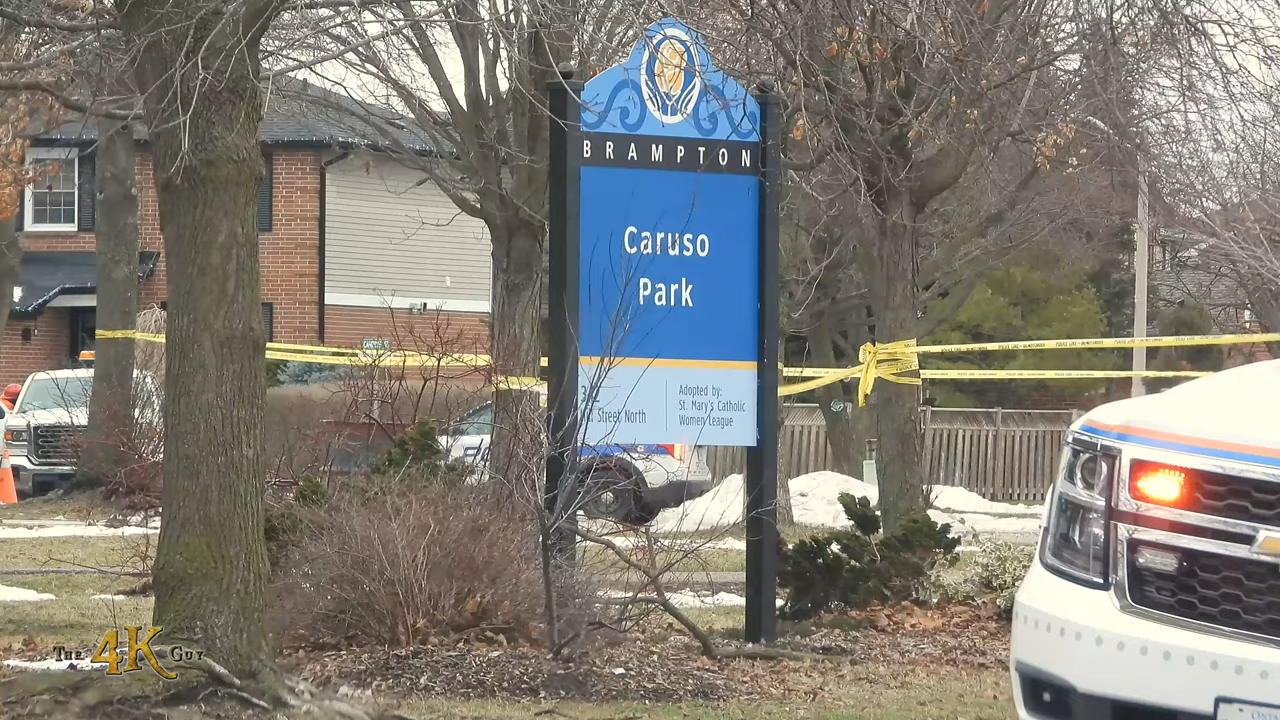 BRAMPTON
Caruso
Park
Street North
Adopted by:
St. Mary's Catholic
Women League
THE 4K GUY